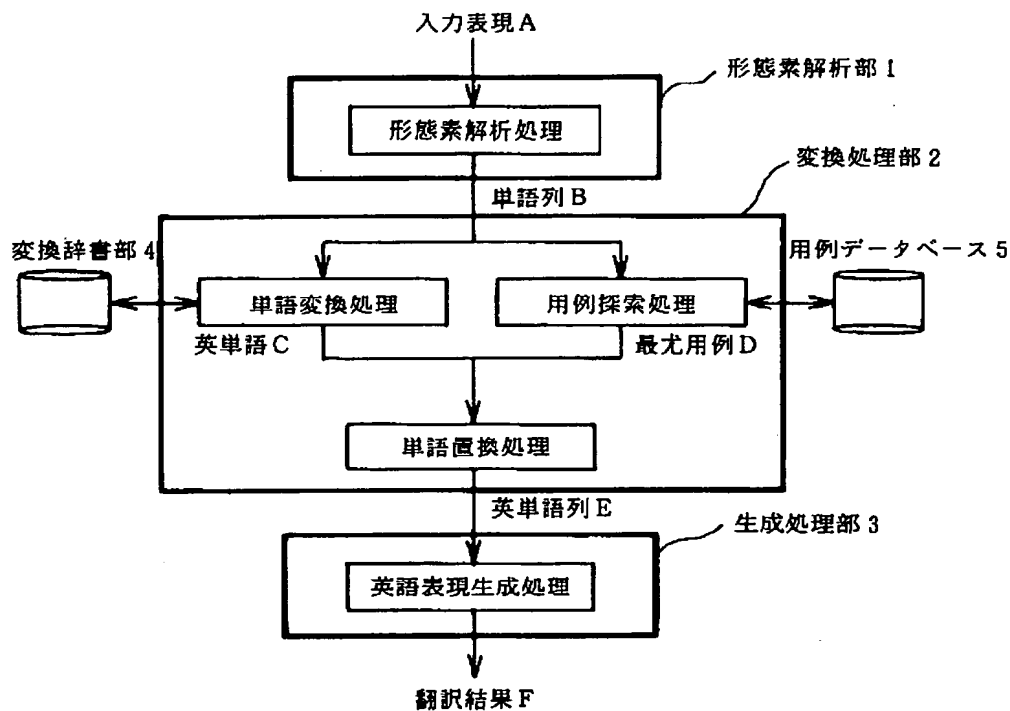 入力表現A
形態素解析部1
形態素解析処理
変換処理部2
単語列B
変換辞書部4
用例データベース5
単語変換処理
用例探索処理
英単語C
最尤用例D
単語置換処理
英単語列E
生成処理部3
英語表現生成処理
翻訳結果F